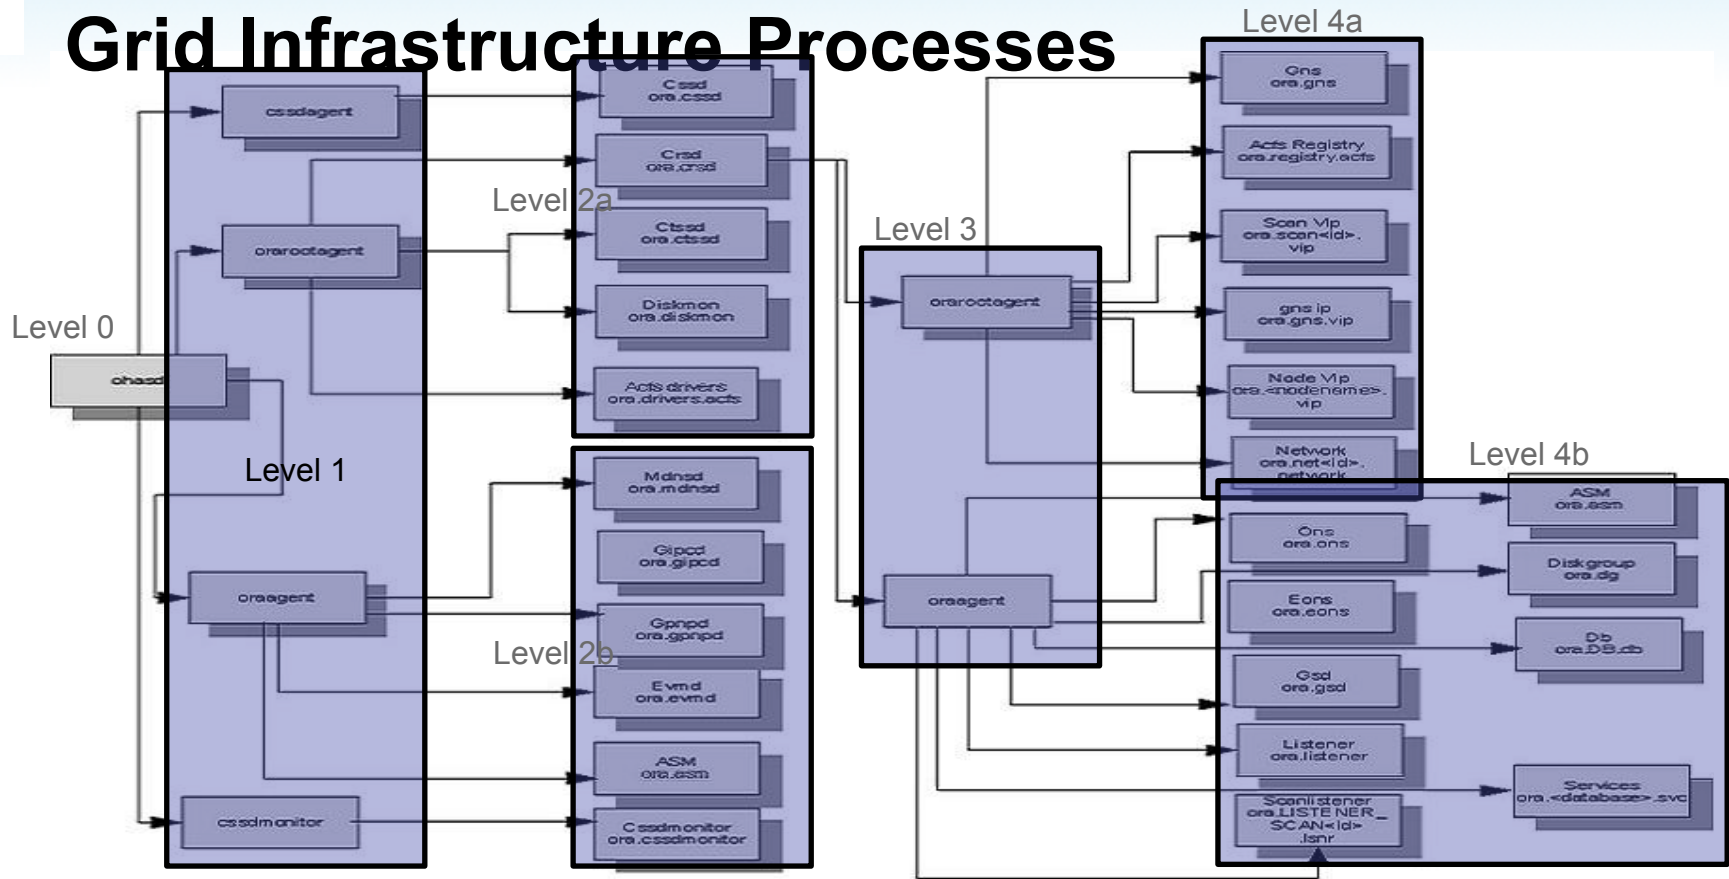 Grid Infrastructure Processes
Level 0
ohasd
Level 1
cssdagent
orarootagent
oraagent
cssdmonitor
Level 2a
Cssd
ora.cssd
Crsd
ora.crsd
Ctssd
ora.ctssd
Diskmon
ora.diskmon
Acfs drivers
ora.drivers.acfs
Level 2b
Mdnsd
ora.mdnsd
Gipcd
ora.gipcd
Gpnpd
ora.gpnpd
Evmd
ora.evmd
ASM
ora.asm
Cssdmonitor
ora.cssdmonitor
Level 3
orarootagent
oraagent
Level 4a
Gns
ora.gns
Acfs Registry
ora.registry.acfs
Scan Vip
ora.scan<id>.
vip
gns ip
ora.gns.vip
Node Vip
ora.<nodename>.
vip
Network
ora.net<id>.
network
Level 4b
Ons
ora.ons
Eons
ora.eons
Gsd
ora.gsd
Listener
ora.listener
Scanlistener
ora.LISTENER_
SCAN<id>
.lsnr
ASM
ora.asm
Diskgroup
ora.dg
Db
ora.DB.db
Services
ora.<database>.svc